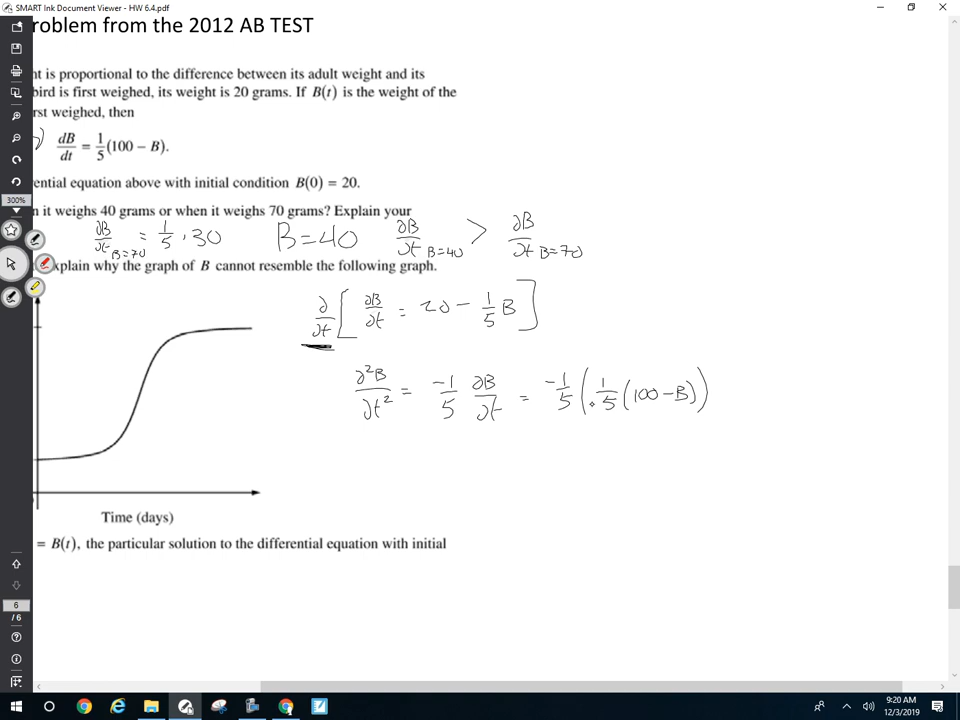 SMART Ink Document Viewer - HW 6.4.pdf
roblem from the 2012 AB TEST
ht is proportional to the difference between its adult weight and its
bird is first weighed, its weight is 20 grams. If B(t) is the weight of the
rst weighed, then
dB/dt = 1/5(100 – B).
ential equation above with initial condition B(0) = 20.
300%
n it weighs 40 grams or when it weighs 70 grams? Explain your
∂B/∂t B=70 = 1/5 · 30 B=40 ∂B/∂t B=40 > ∂B/∂t B=70
xplain why the graph of B cannot resemble the following graph.
∂/∂t [ ∂B/∂t = 20 - 1/5 B ]
∂²B/∂t² = -1/5 ∂B/∂t = -1/5 ( 1/5 (100-B))
Time (days)
= B(t), the particular solution to the differential equation with initial
6
/ 6
9:20 AM
12/3/2019